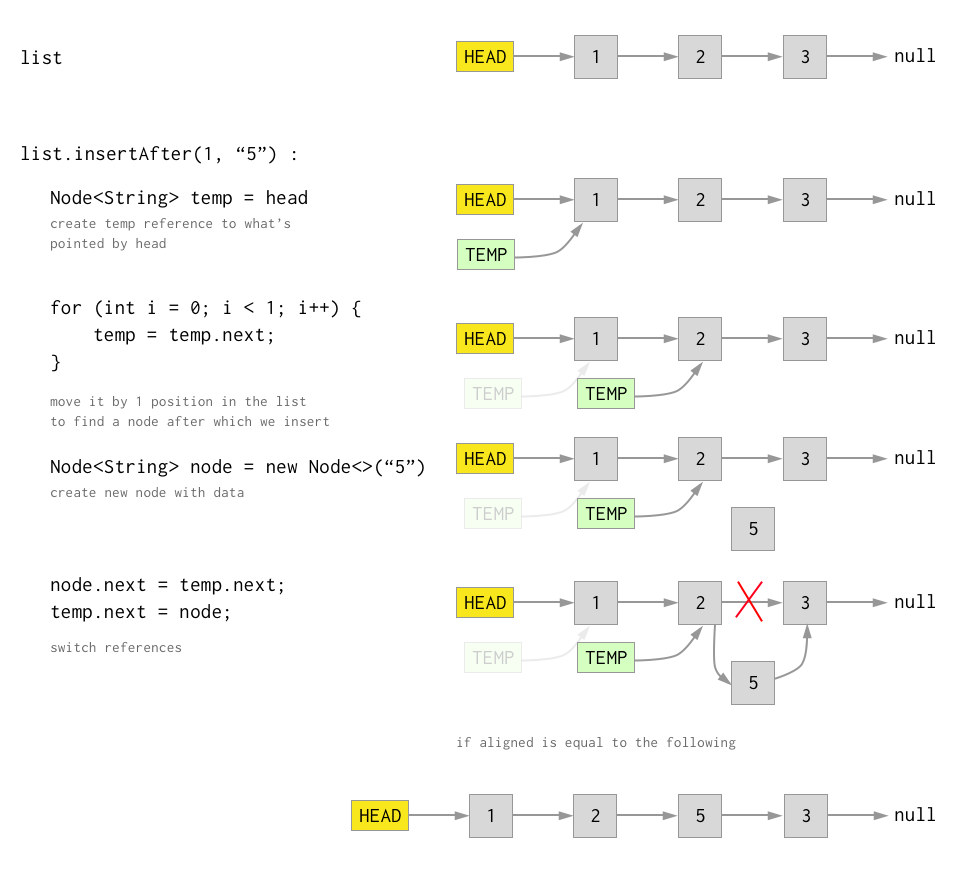 list
HEAD 1 2 3 null
list.insertAfter(1, “5”) :
Node<String> temp = head
create temp reference to what’s
pointed by head
HEAD 1 2 3 null
TEMP
for (int i = 0; i < 1; i++) {
temp = temp.next;
}
move it by 1 position in the list
to find a node after which we insert
HEAD 1 2 3 null
TEMP TEMP
Node<String> node = new Node<>(“5”)
create new node with data
HEAD 1 2 3 null
TEMP TEMP
5
node.next = temp.next;
temp.next = node;
switch references
HEAD 1 2 3 null
TEMP TEMP
5
if aligned is equal to the following
HEAD 1 2 5 3 null